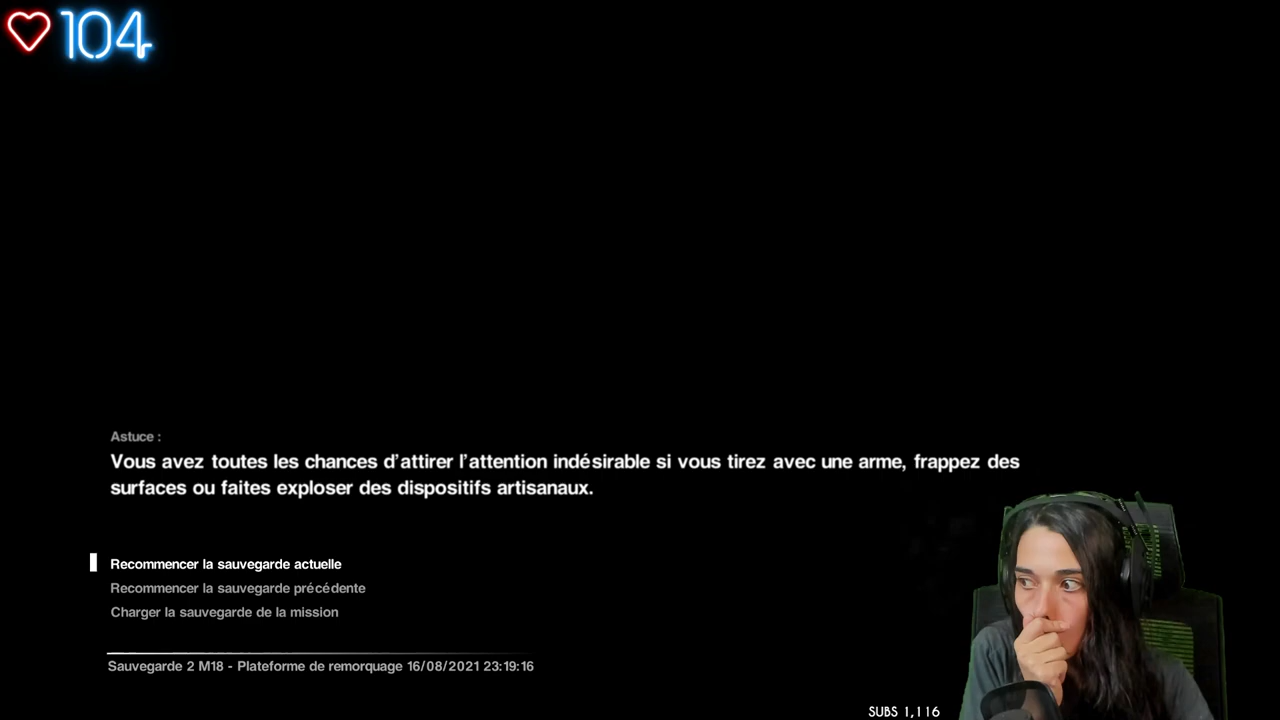 104
Astuce :
Vous avez toutes les chances d'attirer l'attention indésirable si vous tirez avec une arme, frappez des
surfaces ou faites exploser des dispositifs artisanaux.
Recommencer la sauvegarde actuelle
Recommencer la sauvegarde précédente
Charger la sauvegarde de la mission
Sauvegarde 2 M18 - Plateforme de remorquage 16/08/2021 23:19:16
SUBS 1,116